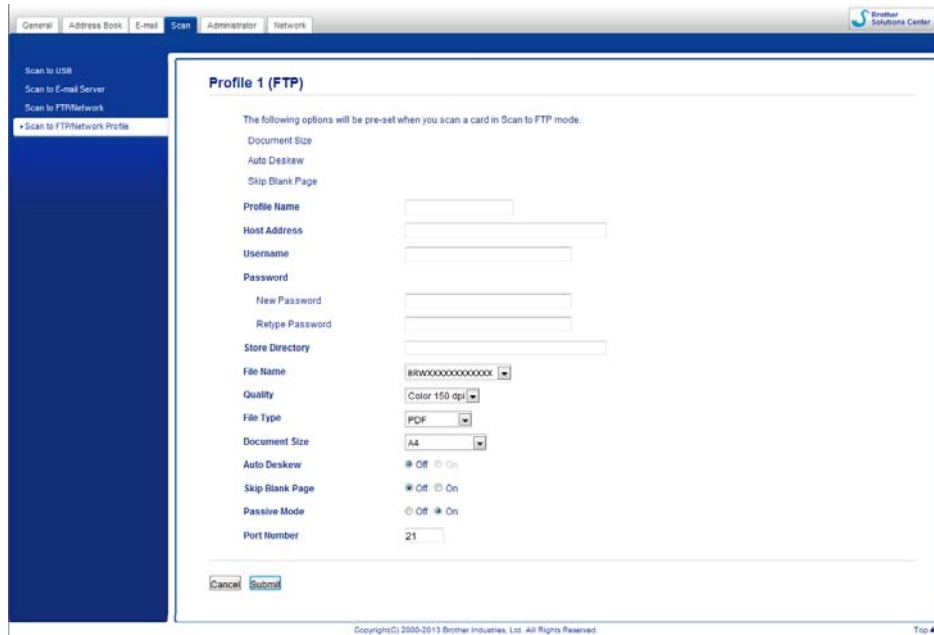 General Address Book E-mail Scan Administrator Network
Brother
Solutions Center
Scan to USB
Scan to E-mail Server
Scan to FTP/Network
Scan to FTP/Network Profile
Profile 1 (FTP)
The following options will be pre-set when you scan a card in Scan to FTP mode.
Document Size
Auto Deskew
Skip Blank Page
Profile Name
Host Address
Username
Password
New Password
Retype Password
Store Directory
File Name BRWXXXXXXXXXXXX
Quality Color 150 dpi
File Type PDF
Document Size A4
Auto Deskew Off On
Skip Blank Page Off On
Passive Mode Off On
Port Number 21
Cancel Submit
Copyright(C) 2000-2013 Brother Industries, Ltd. All Rights Reserved.
Top